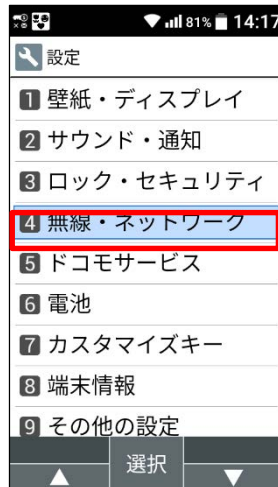 81% 14:17
設定
1 壁紙・ディスプレイ
2 サウンド・通知
3 ロック・セキュリティ
4 無線・ネットワーク
5 ドコモサービス
6 電池
7 カスタマイズキー
8 端末情報
9 その他の設定
選択